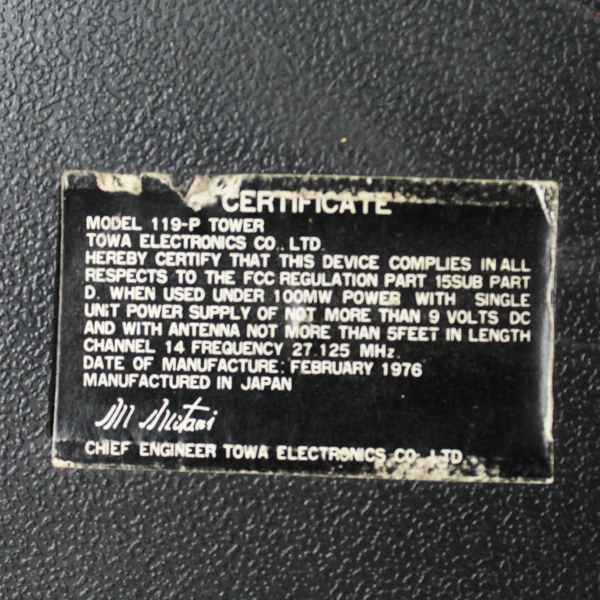 CERTIFICATE
MODEL 119-P TOWER
TOWA ELECTRONICS CO., LTD.
HEREBY CERTIFY THAT THIS DEVICE COMPLIES IN ALL
RESPECTS TO THE FCC REGULATION PART 15SUB PART
D. WHEN USED UNDER 100MW POWER WITH SINGLE
UNIT POWER SUPPLY OF NOT MORE THAN 9 VOLTS DC
AND WITH ANTENNA NOT MORE THAN 5FEET IN LENGTH
CHANNEL 14 FREQUENCY 27.125 MHz.
DATE OF MANUFACTURE: FEBRUARY 1976
MANUFACTURED IN JAPAN
M Mitani
CHIEF ENGINEER TOWA ELECTRONICS CO., LTD.